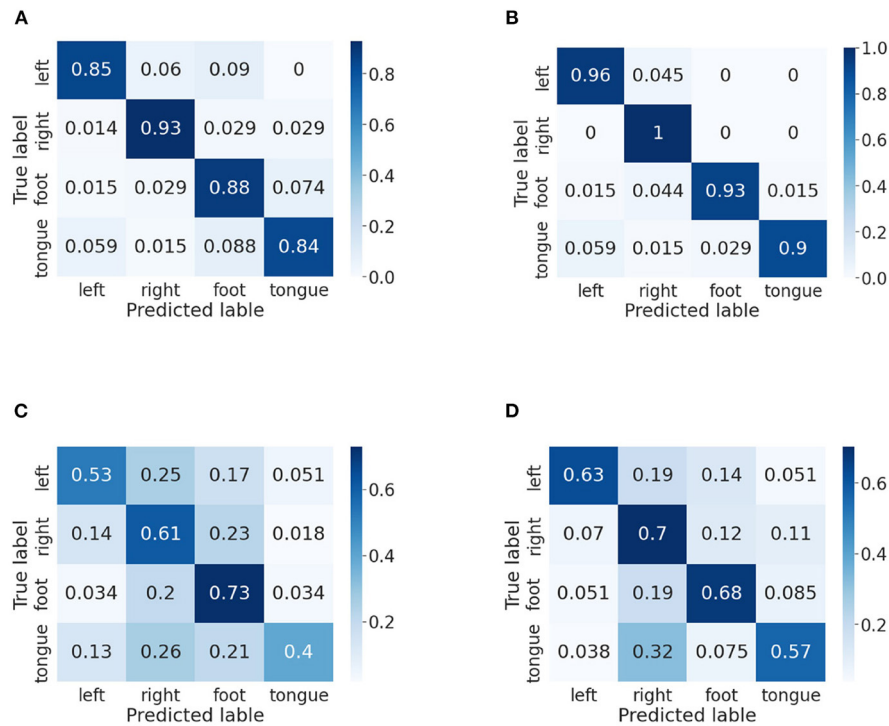 A
left 0.85 0.06 0.09 0
right 0.014 0.93 0.029 0.029
foot 0.015 0.029 0.88 0.074
tongue 0.059 0.015 0.088 0.84
left right foot tongue
Predicted lable
True label
0.8
0.6
0.4
0.2
0.0
B
left 0.96 0.045 0 0
right 0 1 0 0
foot 0.015 0.044 0.93 0.015
tongue 0.059 0.015 0.029 0.9
left right foot tongue
Predicted lable
True label
1.0
0.8
0.6
0.4
0.2
0.0
C
left 0.53 0.25 0.17 0.051
right 0.14 0.61 0.23 0.018
foot 0.034 0.2 0.73 0.034
tongue 0.13 0.26 0.21 0.4
left right foot tongue
Predicted lable
True label
0.6
0.4
0.2
D
left 0.63 0.19 0.14 0.051
right 0.07 0.7 0.12 0.11
foot 0.051 0.19 0.68 0.085
tongue 0.038 0.32 0.075 0.57
left right foot tongue
Predicted lable
True label
0.6
0.4
0.2